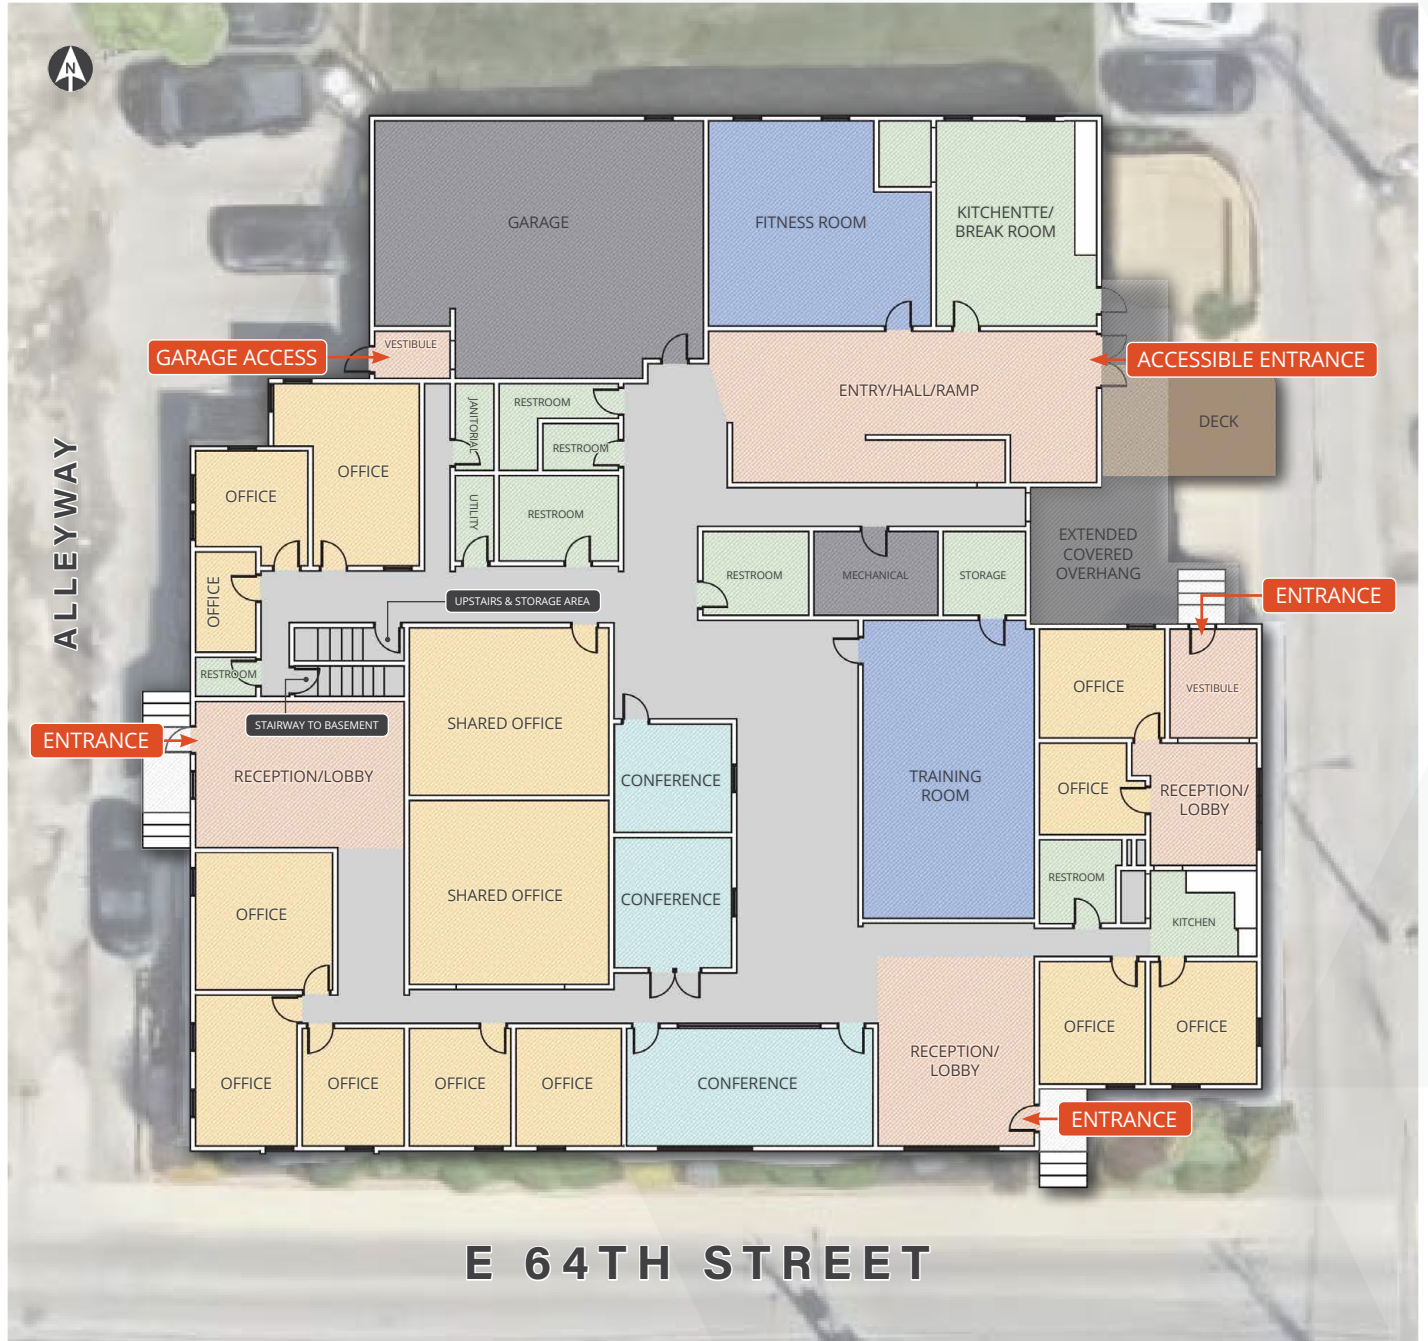 N
GARAGE
FITNESS ROOM
KITCHENTTE/
BREAK ROOM
VESTIBULE
GARAGE ACCESS
ACCESSIBLE ENTRANCE
ENTRY/HALL/RAMP
DECK
JANITORIAL
RESTROOM
RESTROOM
OFFICE
OFFICE
UTILITY
RESTROOM
ALLEYWAY
EXTENDED
COVERED
OVERHANG
RESTROOM
MECHANICAL
STORAGE
OFFICE
UPSTAIRS & STORAGE AREA
ENTRANCE
RESTROOM
OFFICE
VESTIBULE
STAIRWAY TO BASEMENT
SHARED OFFICE
ENTRANCE
RECEPTION/LOBBY
CONFERENCE
TRAINING
ROOM
OFFICE
RECEPTION/
LOBBY
RESTROOM
SHARED OFFICE
CONFERENCE
OFFICE
KITCHEN
OFFICE
OFFICE
RECEPTION/
LOBBY
OFFICE
OFFICE
OFFICE
OFFICE
CONFERENCE
ENTRANCE
E 64TH STREET